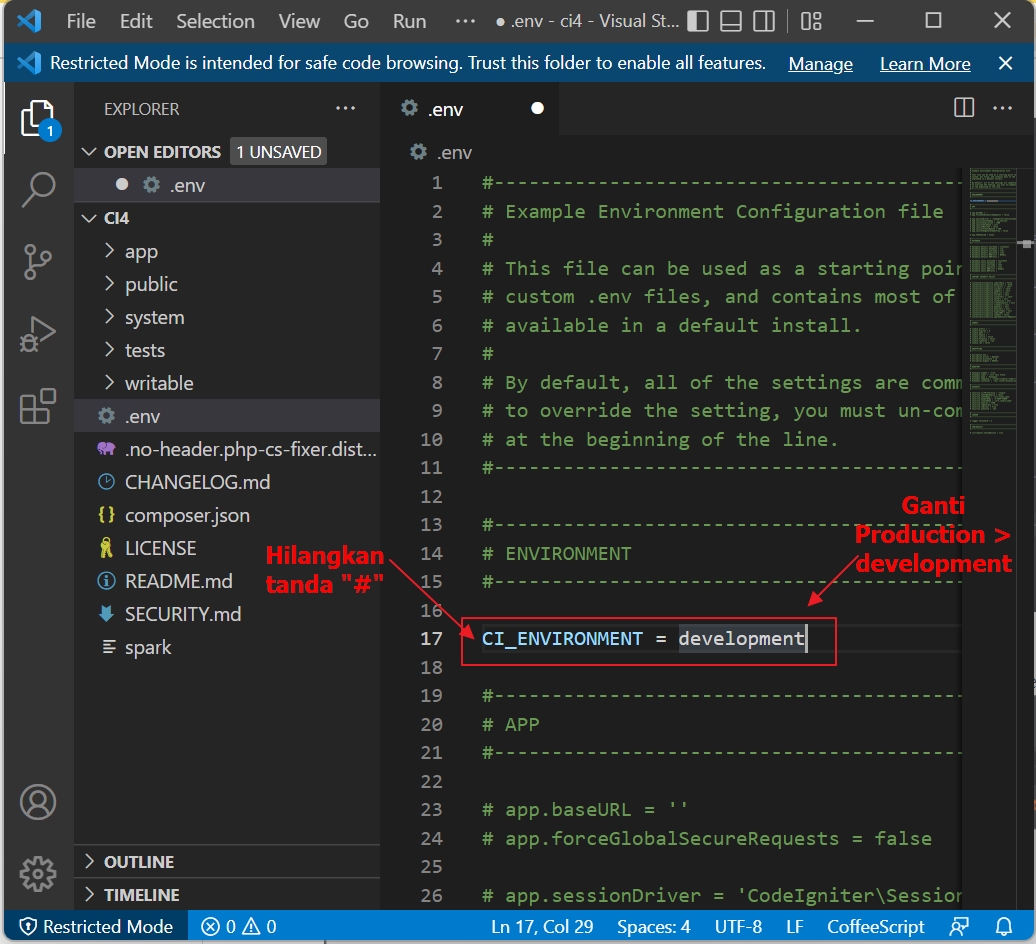 File Edit Selection View Go Run ··· ● .env - ci4 - Visual St...
Restricted Mode is intended for safe code browsing. Trust this folder to enable all features. Manage Learn More
EXPLORER ···
1
OPEN EDITORS 1 UNSAVED
● .env
CI4
app
public
system
tests
writable
.env
.no-header.php-cs-fixer.dist...
CHANGELOG.md
composer.json
LICENSE
README.md
SECURITY.md
spark
OUTLINE
TIMELINE
.env ●
.env
1 #-----------------------------------------
2 # Example Environment Configuration file
3 #
4 # This file can be used as a starting poin
5 # custom .env files, and contains most of
6 # available in a default install.
7 #
8 # By default, all of the settings are comm
9 # to override the setting, you must un-com
10 # at the beginning of the line.
11 #-----------------------------------------
12
13 #-----------------------------------------
14 # ENVIRONMENT
15 #-----------------------------------------
16
17 CI_ENVIRONMENT = development
18
19 #-----------------------------------------
20 # APP
21 #-----------------------------------------
22
23 # app.baseURL = ''
24 # app.forceGlobalSecureRequests = false
25
26 # app.sessionDriver = 'CodeIgniter\Session
Hilangkan
tanda "#"
Ganti
Production >
development
Restricted Mode 0 0 Ln 17, Col 29 Spaces: 4 UTF-8 LF CoffeeScript